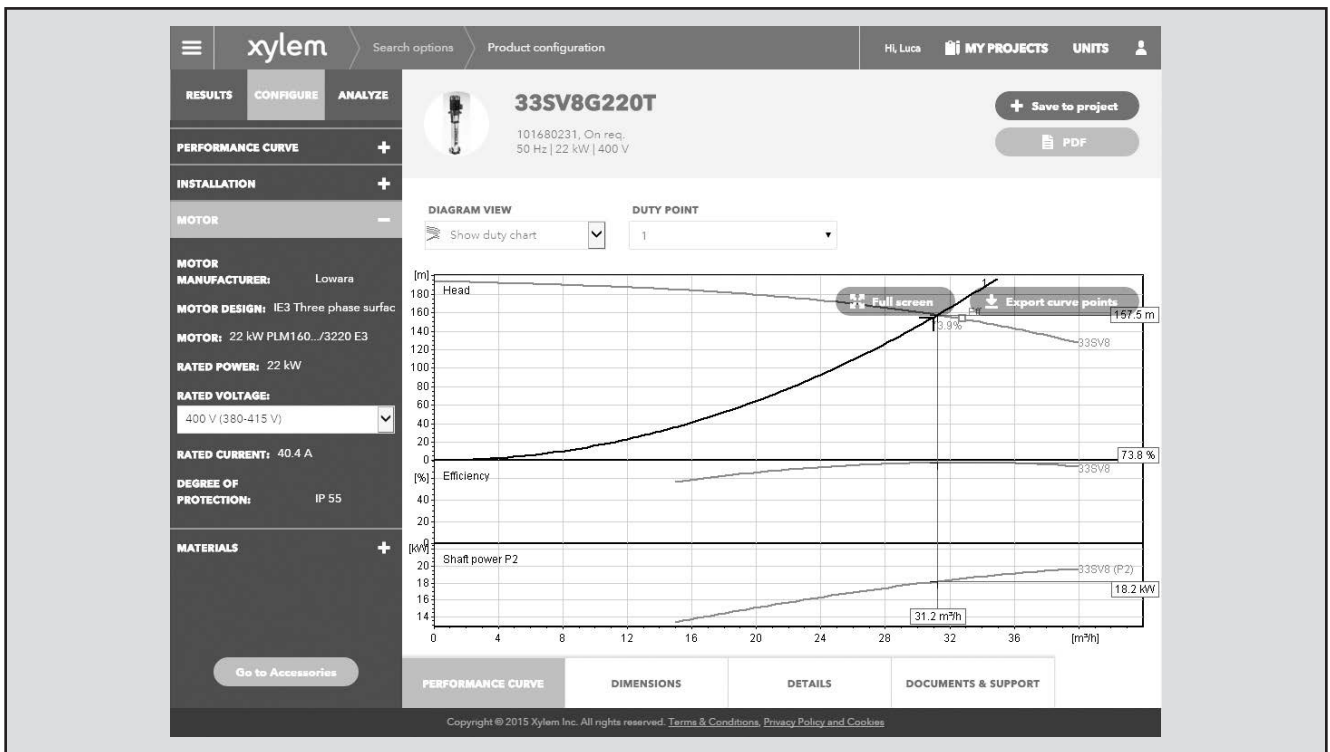 xylem
Search options
Product configuration
Hi, Luca
MY PROJECTS
UNITS
RESULTS
CONFIGURE
ANALYZE
33SV8G220T
101680231, On req.
50 Hz | 22 kW | 400 V
+ Save to project
PDF
PERFORMANCE CURVE +
INSTALLATION +
MOTOR −
MOTOR
MANUFACTURER: Lowara
MOTOR DESIGN: IE3 Three phase surfac
MOTOR: 22 kW PLM160.../3220 E3
RATED POWER: 22 kW
RATED VOLTAGE:
400 V (380-415 V)
RATED CURRENT: 40.4 A
DEGREE OF
PROTECTION: IP 55
MATERIALS +
Go to Accessories
DIAGRAM VIEW
Show duty chart
DUTY POINT
1
[m]
Head
180
160
140
120
100
80
60
40
20
0
1
Full screen
Export curve points
157.5 m
3.9%
33SV8
73.8 %
[%]
Efficiency
33SV8
40
20
0
[kW]
Shaft power P2
20
18
16
14
33SV8 (P2)
18.2 kW
31.2 m³/h
0 4 8 12 16 20 24 28 32 36 [m³/h]
PERFORMANCE CURVE
DIMENSIONS
DETAILS
DOCUMENTS & SUPPORT
Copyright © 2015 Xylem Inc. All rights reserved. Terms & Conditions, Privacy Policy and Cookies